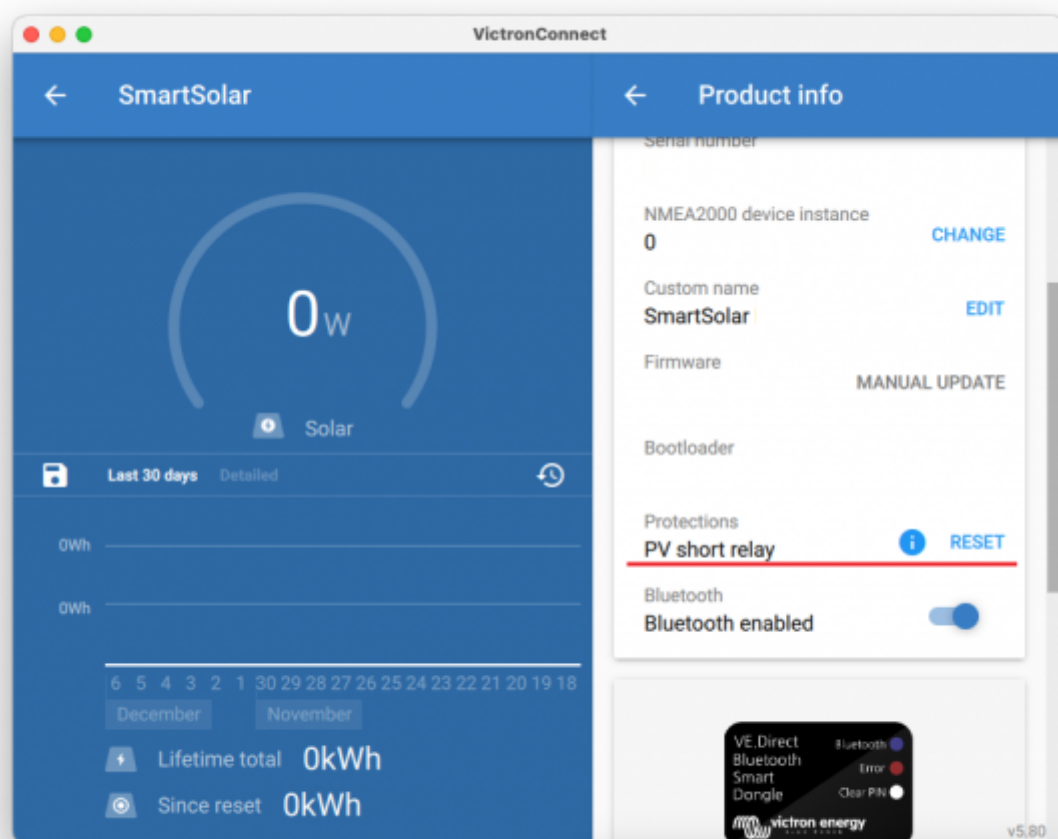 VictronConnect
SmartSolar
0 W
Solar
Last 30 days Detailed
0Wh
0Wh
6 5 4 3 2 1 30 29 28 27 26 25 24 23 22 21 20 19 18
December November
Lifetime total 0kWh
Since reset 0kWh
Product info
Serial number
NMEA2000 device instance
0
CHANGE
Custom name
SmartSolar
EDIT
Firmware
MANUAL UPDATE
Bootloader
Protections
PV short relay
RESET
Bluetooth
Bluetooth enabled
VE.Direct
Bluetooth
Smart
Dongle
Bluetooth
Error
Clear PIN
victron energy
BLUE POWER
v5.80